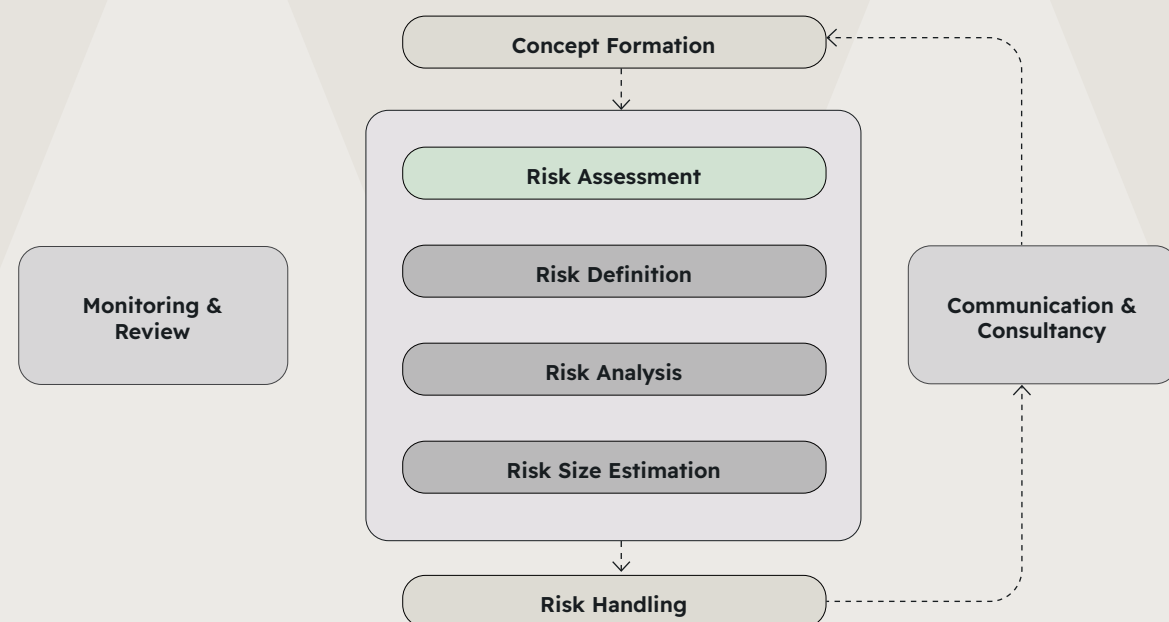 Concept Formation
Risk Assessment
Risk Definition
Monitoring &
Review
Communication &
Consultancy
Risk Analysis
Risk Size Estimation
Risk Handling